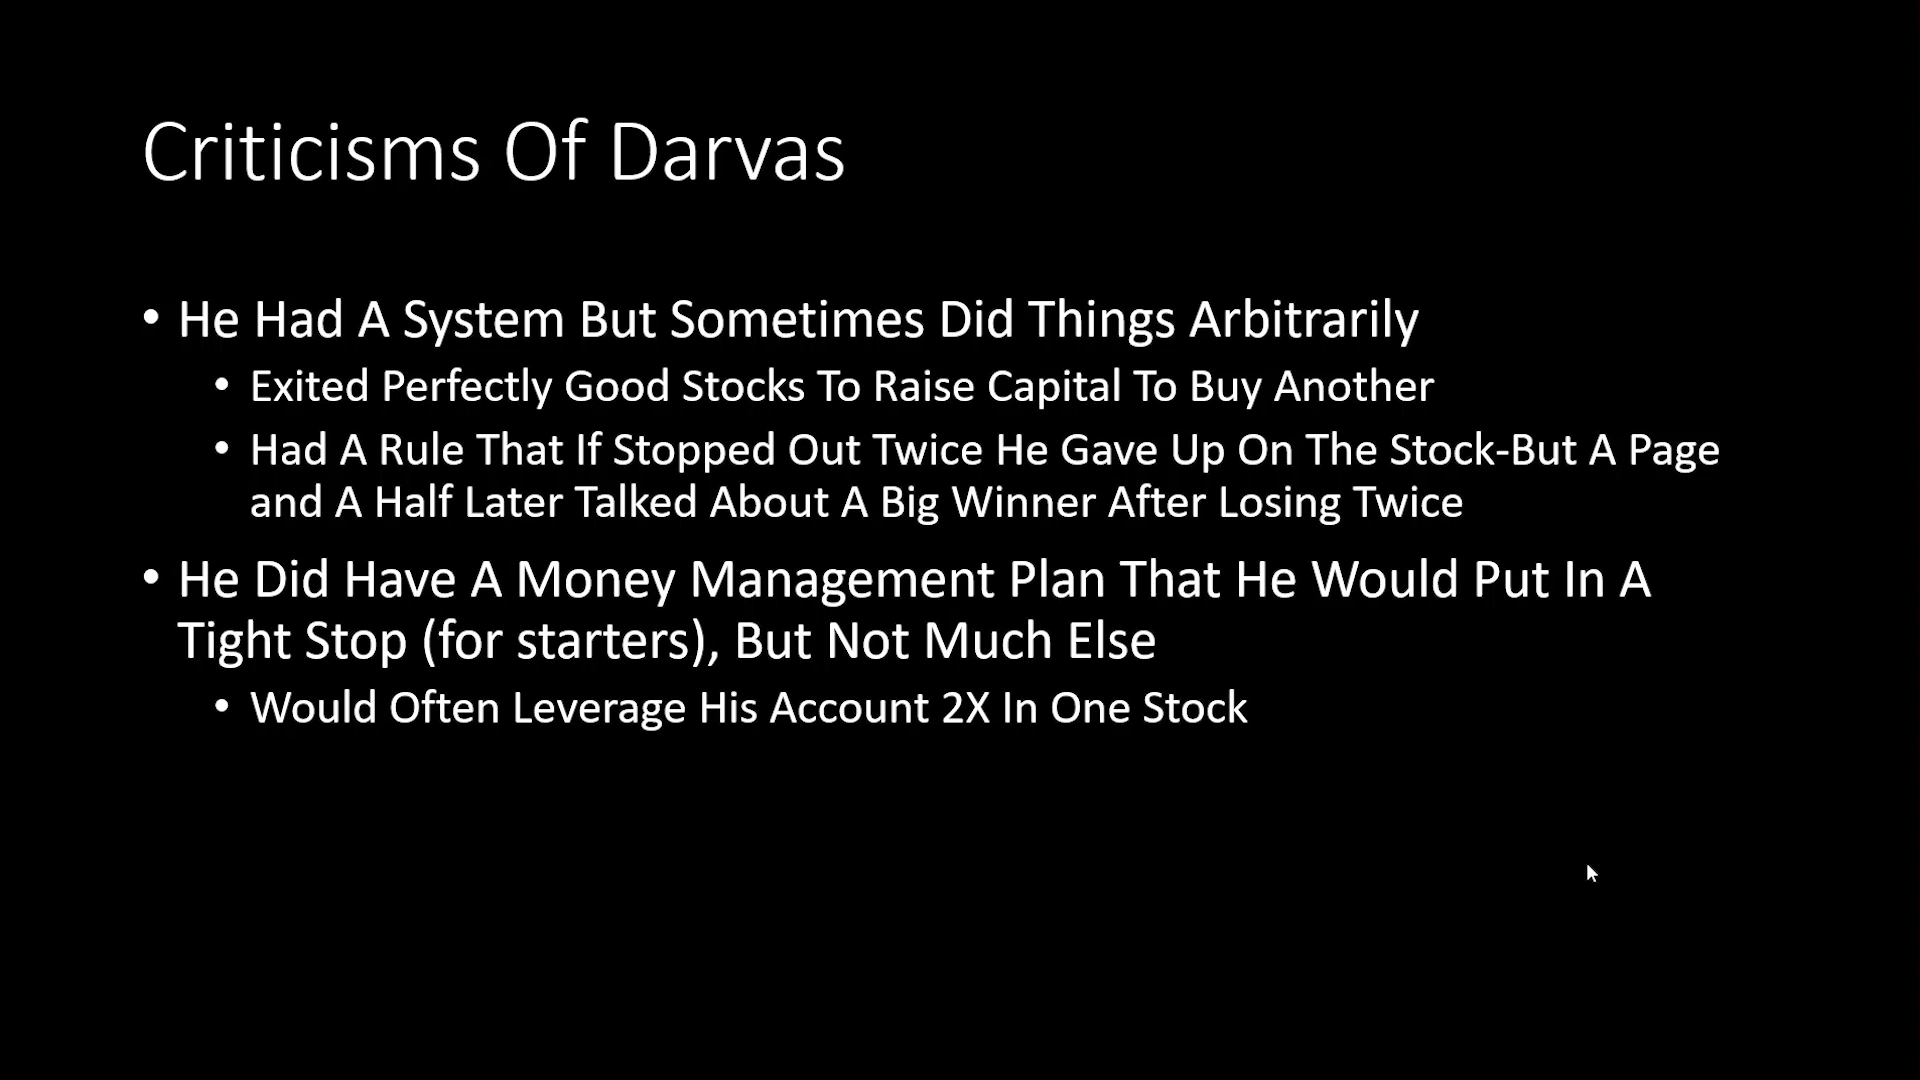 Criticisms Of Darvas
• He Had A System But Sometimes Did Things Arbitrarily
• Exited Perfectly Good Stocks To Raise Capital To Buy Another
• Had A Rule That If Stopped Out Twice He Gave Up On The Stock-But A Page
and A Half Later Talked About A Big Winner After Losing Twice
• He Did Have A Money Management Plan That He Would Put In A
Tight Stop (for starters), But Not Much Else
• Would Often Leverage His Account 2X In One Stock